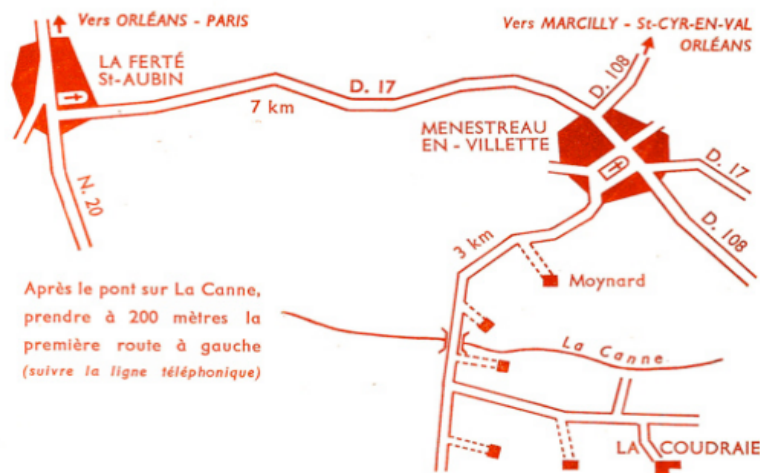 Vers ORLÉANS - PARIS
Vers MARCILLY - St-CYR-EN-VAL
ORLÉANS
LA FERTÉ
St-AUBIN
D. 17
D. 108
7 km
MENESTREAU
EN - VILLETTE
D. 17
N. 20
D. 108
3 km
Moynard
Après le pont sur La Canne,
prendre à 200 mètres la
première route à gauche
(suivre la ligne téléphonique)
La Canne
LA COUDRAIE